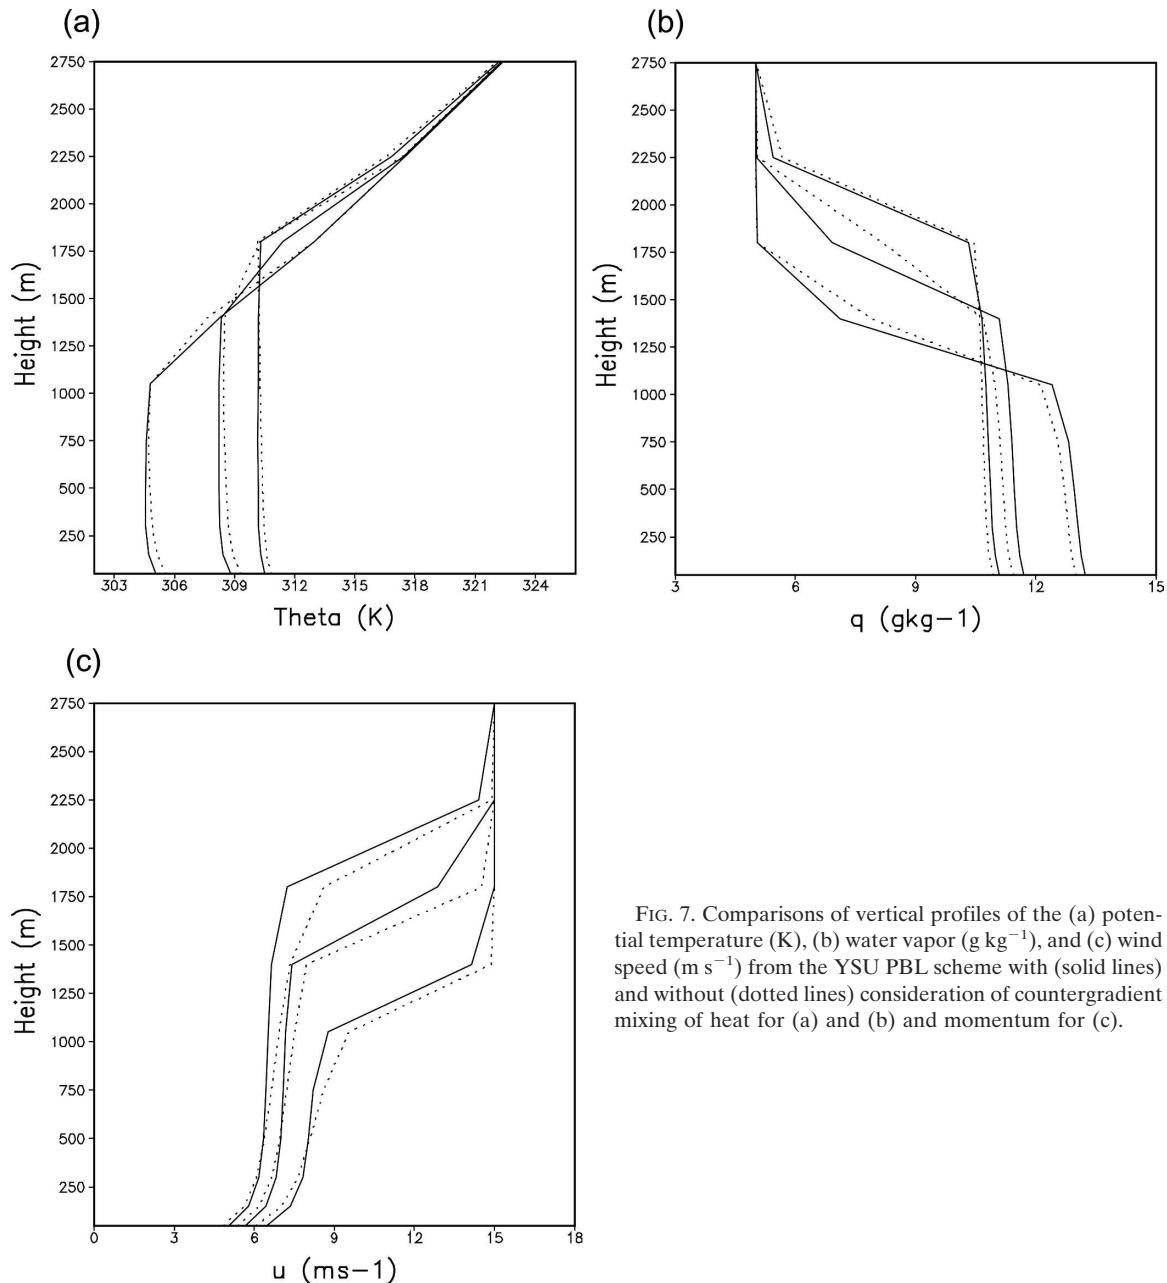 (a)
2750
2500
2250
2000
1750
1500
1250
1000
750
500
250
Height (m)
303 306 309 312 315 318 321 324
Theta (K)
(b)
2750
2500
2250
2000
1750
1500
1250
1000
750
500
250
Height (m)
3 6 9 12 15
q (gkg−1)
(c)
2750
2500
2250
2000
1750
1500
1250
1000
750
500
250
Height (m)
0 3 6 9 12 15 18
u (ms−1)
FIG. 7. Comparisons of vertical profiles of the (a) poten-
tial temperature (K), (b) water vapor (g kg−1), and (c) wind
speed (m s−1) from the YSU PBL scheme with (solid lines)
and without (dotted lines) consideration of countergradient
mixing of heat for (a) and (b) and momentum for (c).